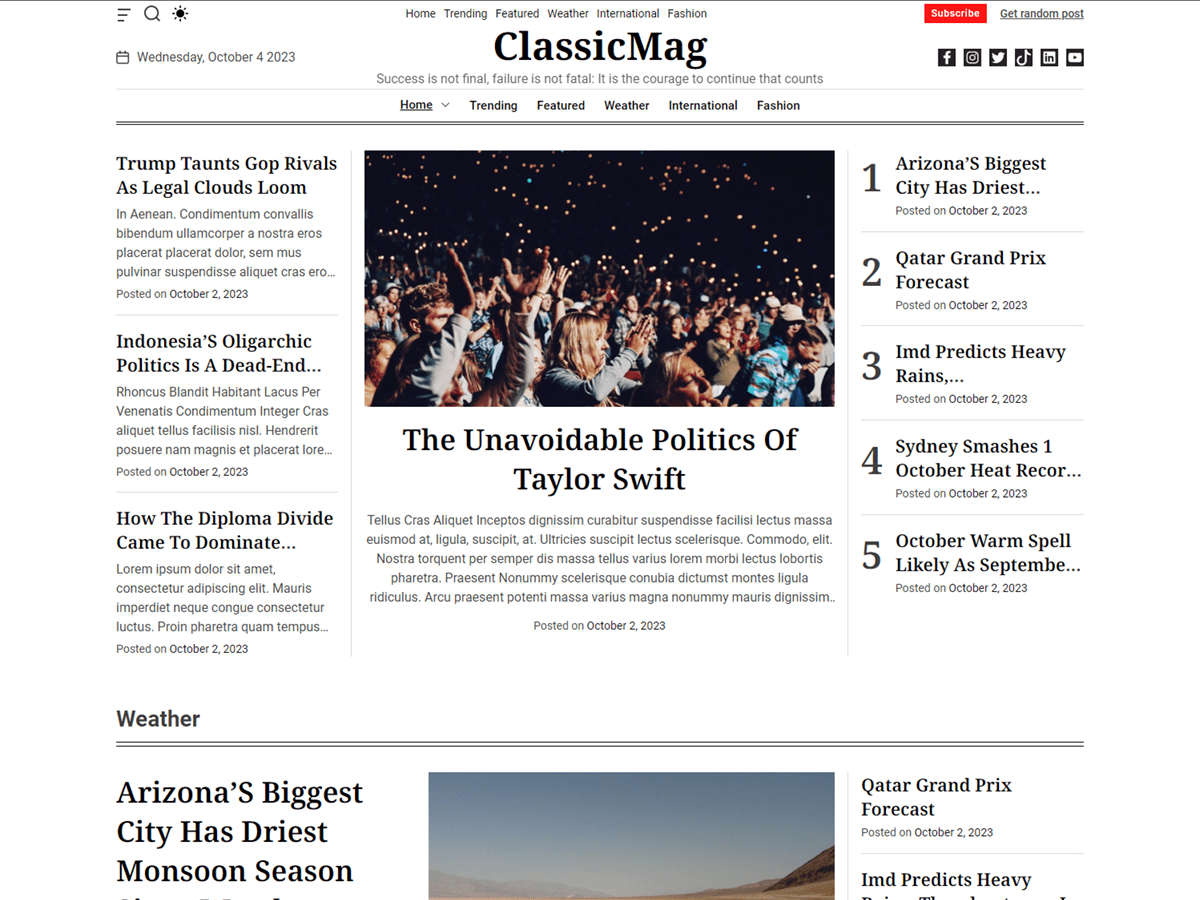 Home Trending Featured Weather International Fashion
Subscribe Get random post
Wednesday, October 4 2023
ClassicMag
Success is not final, failure is not fatal: It is the courage to continue that counts
Home Trending Featured Weather International Fashion
Trump Taunts Gop Rivals
As Legal Clouds Loom
In Aenean. Condimentum convallis
bibendum ullamcorper a nostra eros
placerat placerat dolor, sem mus
pulvinar suspendisse aliquet cras ero...
Posted on October 2, 2023
Indonesia’S Oligarchic
Politics Is A Dead-End...
Rhoncus Blandit Habitant Lacus Per
Venenatis Condimentum Integer Cras
aliquet tellus facilisis nisl. Hendrerit
posuere nam magnis et placerat lore...
Posted on October 2, 2023
How The Diploma Divide
Came To Dominate...
Lorem ipsum dolor sit amet,
consectetur adipiscing elit. Mauris
imperdiet neque congue consectetur
luctus. Proin pharetra quam tempus...
Posted on October 2, 2023
The Unavoidable Politics Of
Taylor Swift
Tellus Cras Aliquet Inceptos dignissim curabitur suspendisse facilisi lectus massa
euismod at, ligula, suscipit, at. Ultricies suscipit lectus scelerisque. Commodo, elit.
Nostra torquent per semper dis massa tellus varius lorem morbi lectus lobortis
pharetra. Praesent Nonummy scelerisque conubia dictumst montes ligula
ridiculus. Arcu praesent potenti massa varius magna nonummy mauris dignissim..
Posted on October 2, 2023
1
Arizona’S Biggest
City Has Driest...
Posted on October 2, 2023
2
Qatar Grand Prix
Forecast
Posted on October 2, 2023
3
Imd Predicts Heavy
Rains,...
Posted on October 2, 2023
4
Sydney Smashes 1
October Heat Recor...
Posted on October 2, 2023
5
October Warm Spell
Likely As Septembe...
Posted on October 2, 2023
Weather
Arizona’S Biggest
City Has Driest
Monsoon Season
Qatar Grand Prix
Forecast
Posted on October 2, 2023
Imd Predicts Heavy